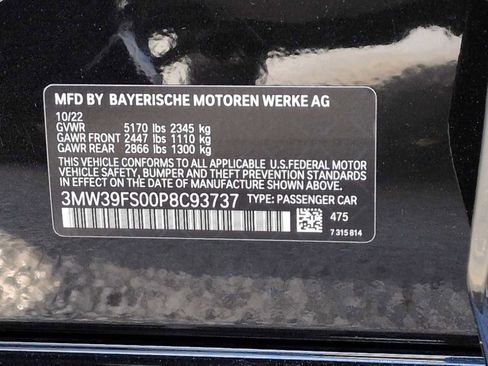 MFD BY BAYERISCHE MOTOREN WERKE AG
10/22
GVWR 5170 lbs 2345 kg
GAWR FRONT 2447 lbs 1110 kg
GAWR REAR 2866 lbs 1300 kg
THIS VEHICLE CONFORMS TO ALL APPLICABLE U.S.FEDERAL MOTOR
VEHICLE SAFETY, BUMPER AND THEFT PREVENTION STANDARDS
IN EFFECT ON THE DATE OF MANUFACTURE SHOWN ABOVE.
3MW39FS00P8C93737 TYPE: PASSENGER CAR
475
7 315 814